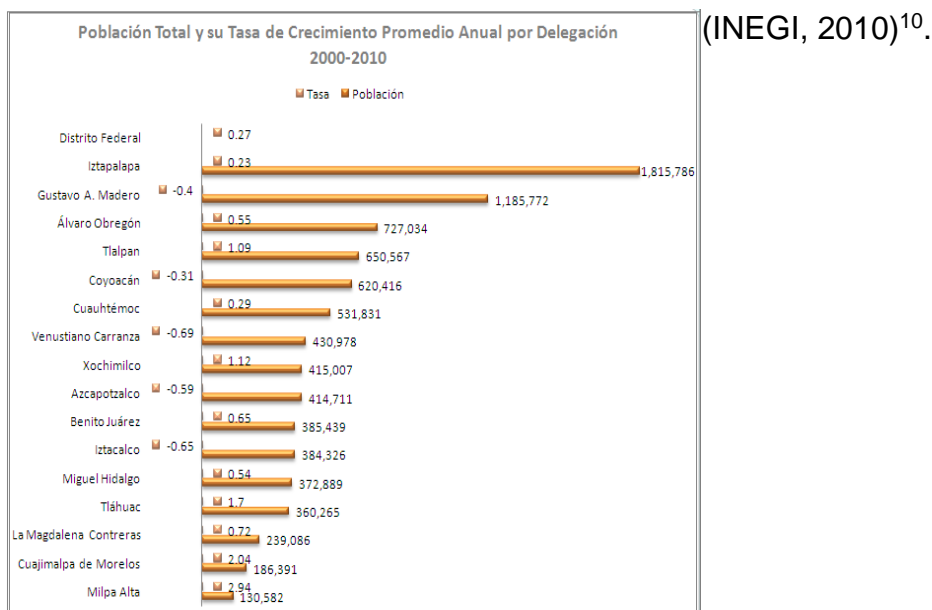 Población Total y su Tasa de Crecimiento Promedio Anual por Delegación
2000-2010
(INEGI, 2010)¹⁰.
Tasa Población
Distrito Federal 0.27
Iztapalapa 0.23 1,815,786
Gustavo A. Madero -0.4 1,185,772
Álvaro Obregón 0.55 727,034
Tlalpan 1.09 650,567
Coyoacán -0.31 620,416
Cuauhtémoc 0.29 531,831
Venustiano Carranza -0.69 430,978
Xochimilco 1.12 415,007
Azcapotzalco -0.59 414,711
Benito Juárez 0.65 385,439
Iztacalco -0.65 384,326
Miguel Hidalgo 0.54 372,889
Tláhuac 1.7 360,265
La Magdalena Contreras 0.72 239,086
Cuajimalpa de Morelos 2.04 186,391
Milpa Alta 2.94 130,582